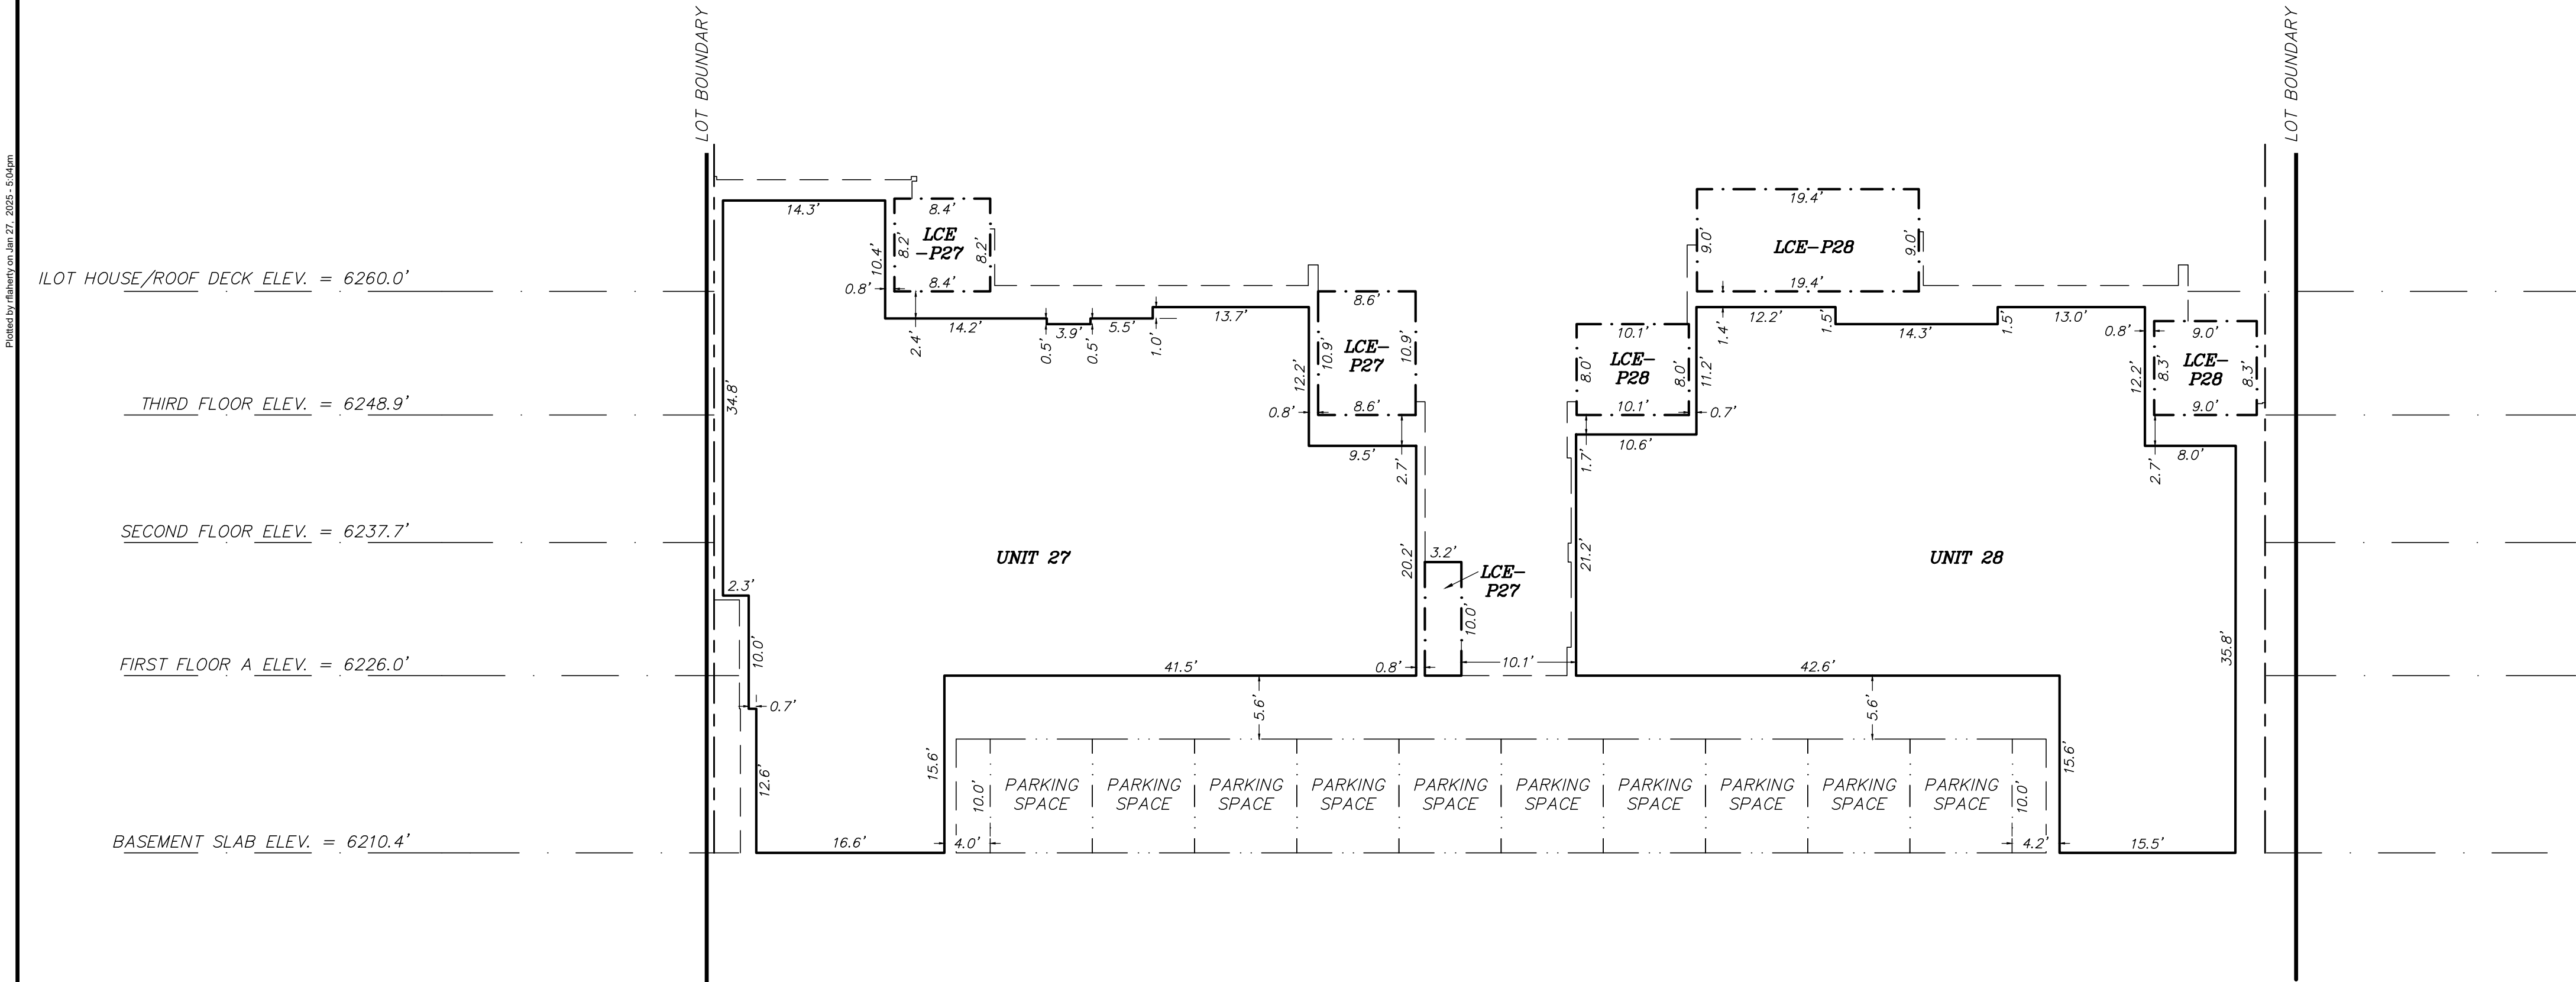 LOT BOUNDARY
LOT BOUNDARY
Plotted by rflaherty on Jan 27, 2025 - 5:04pm
14.3'
8.4'
LCE
-P27
8.2'
8.2'
8.4'
10.4'
0.8'
19.4'
LCE-P28
9.0'
9.0'
19.4'
ILOT HOUSE/ROOF DECK ELEV. = 6260.0'
14.2'
2.4'
0.5'
3.9'
0.5'
5.5'
1.0'
13.7'
8.6'
10.9'
LCE-
P27
10.9'
8.6'
12.2'
0.8'
9.5'
2.7'
10.1'
8.0'
LCE-
P28
8.0'
10.1'
11.2'
0.7'
10.6'
1.7'
1.4'
12.2'
1.5'
14.3'
1.5'
13.0'
0.8'
9.0'
12.2'
8.3'
LCE-
P28
8.3'
9.0'
2.7'
8.0'
34.8'
THIRD FLOOR ELEV. = 6248.9'
SECOND FLOOR ELEV. = 6237.7'
UNIT 27
20.2'
3.2'
LCE-
P27
10.0'
21.2'
UNIT 28
2.3'
10.0'
35.8'
FIRST FLOOR A ELEV. = 6226.0'
41.5'
0.8'
10.1'
42.6'
0.7'
5.6'
5.6'
12.6'
15.6'
10.0'
PARKING
SPACE
PARKING
SPACE
PARKING
SPACE
PARKING
SPACE
PARKING
SPACE
PARKING
SPACE
PARKING
SPACE
PARKING
SPACE
PARKING
SPACE
PARKING
SPACE
10.0'
15.6'
BASEMENT SLAB ELEV. = 6210.4'
16.6'
4.0'
4.2'
15.5'